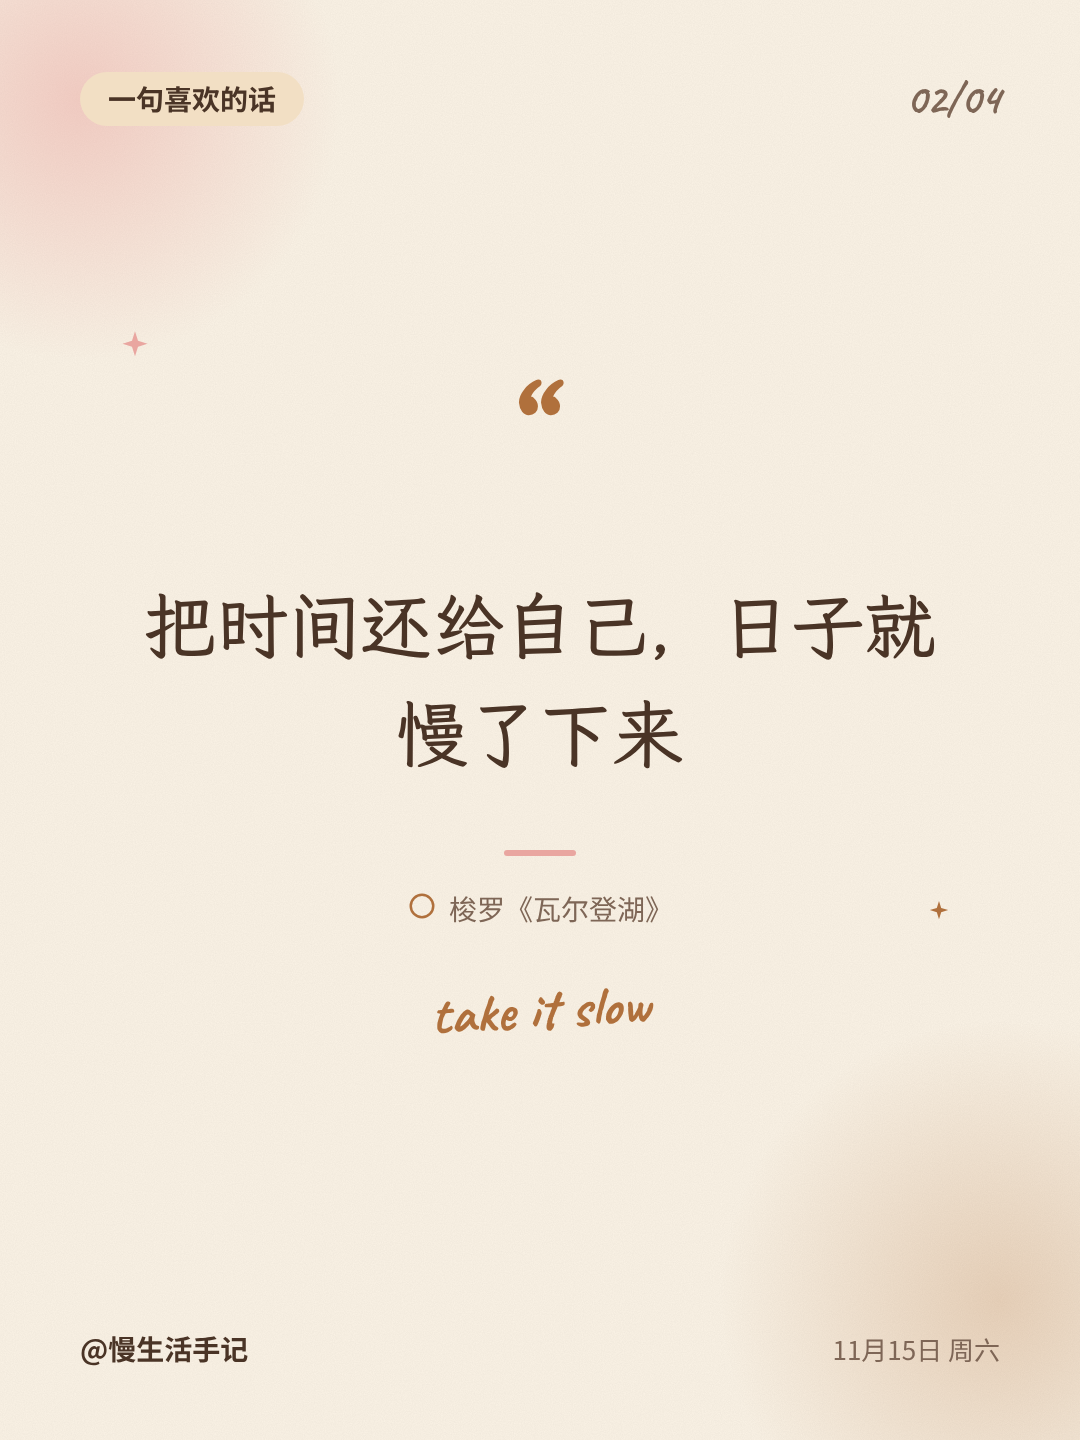 一句喜欢的话
02/04
“
把时间还给自己，日子就
慢了下来
梭罗《瓦尔登湖》
take it slow
@慢生活手记
11月15日 周六